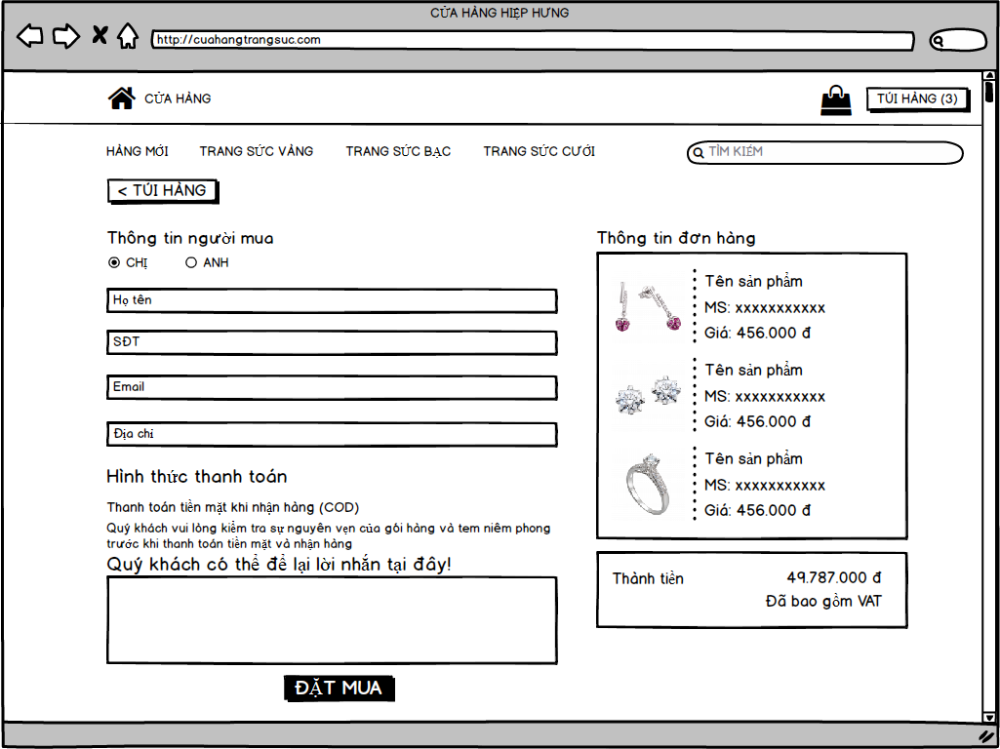 CỬA HÀNG HIỆP HƯNG
http://cuahangtrangsuc.com
CỬA HÀNG
TÚI HÀNG (3)
HÀNG MỚI
TRANG SỨC VÀNG
TRANG SỨC BẠC
TRANG SỨC CƯỚI
TÌM KIẾM
< TÚI HÀNG
Thông tin người mua
CHỊ
ANH
Họ tên
SĐT
Email
Địa chỉ
Hình thức thanh toán
Thanh toán tiền mặt khi nhận hàng (COD)
Quý khách vui lòng kiểm tra sự nguyên vẹn của gói hàng và tem niêm phong
trước khi thanh toán tiền mặt và nhận hàng
Quý khách có thể để lại lời nhắn tại đây!
ĐẶT MUA
Thông tin đơn hàng
Tên sản phẩm
MS: xxxxxxxxxxx
Giá: 456.000 đ
Tên sản phẩm
MS: xxxxxxxxxxx
Giá: 456.000 đ
Tên sản phẩm
MS: xxxxxxxxxxx
Giá: 456.000 đ
Thành tiền
49.787.000 đ
Đã bao gồm VAT